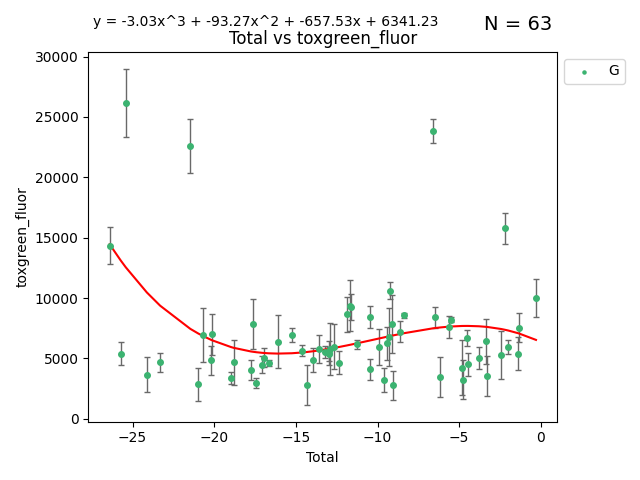 y = -3.03x^3 + -93.27x^2 + -657.53x + 6341.23
N = 63
Total vs toxgreen_fluor
30000
25000
20000
15000
10000
5000
0
toxgreen_fluor
−25
−20
−15
−10
−5
0
Total
G